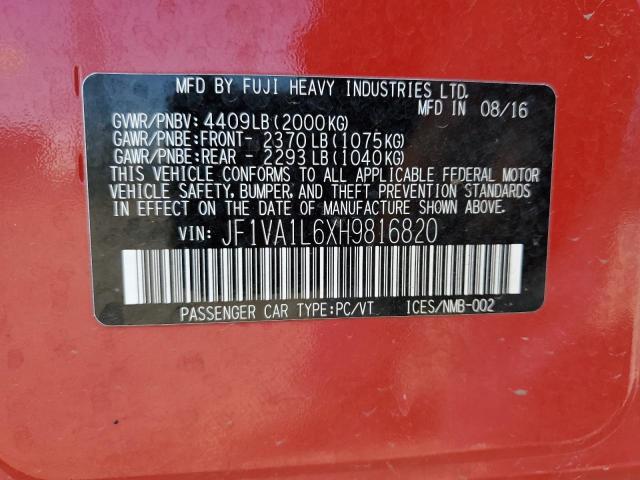 MFD BY FUJI HEAVY INDUSTRIES LTD.
MFD IN 08/16
GVWR/PNBV: 4409LB(2000KG)
GAWR/PNBE:FRONT- 2370LB(1075KG)
GAWR/PNBE:REAR - 2293LB(1040KG)
THIS VEHICLE CONFORMS TO ALL APPLICABLE FEDERAL MOTOR
VEHICLE SAFETY, BUMPER, AND THEFT PREVENTION STANDARDS
IN EFFECT ON THE DATE OF MANUFACTURE SHOWN ABOVE.
VIN: JF1VA1L6XH9816820
PASSENGER CAR TYPE:PC/VT ICES/NMB-002